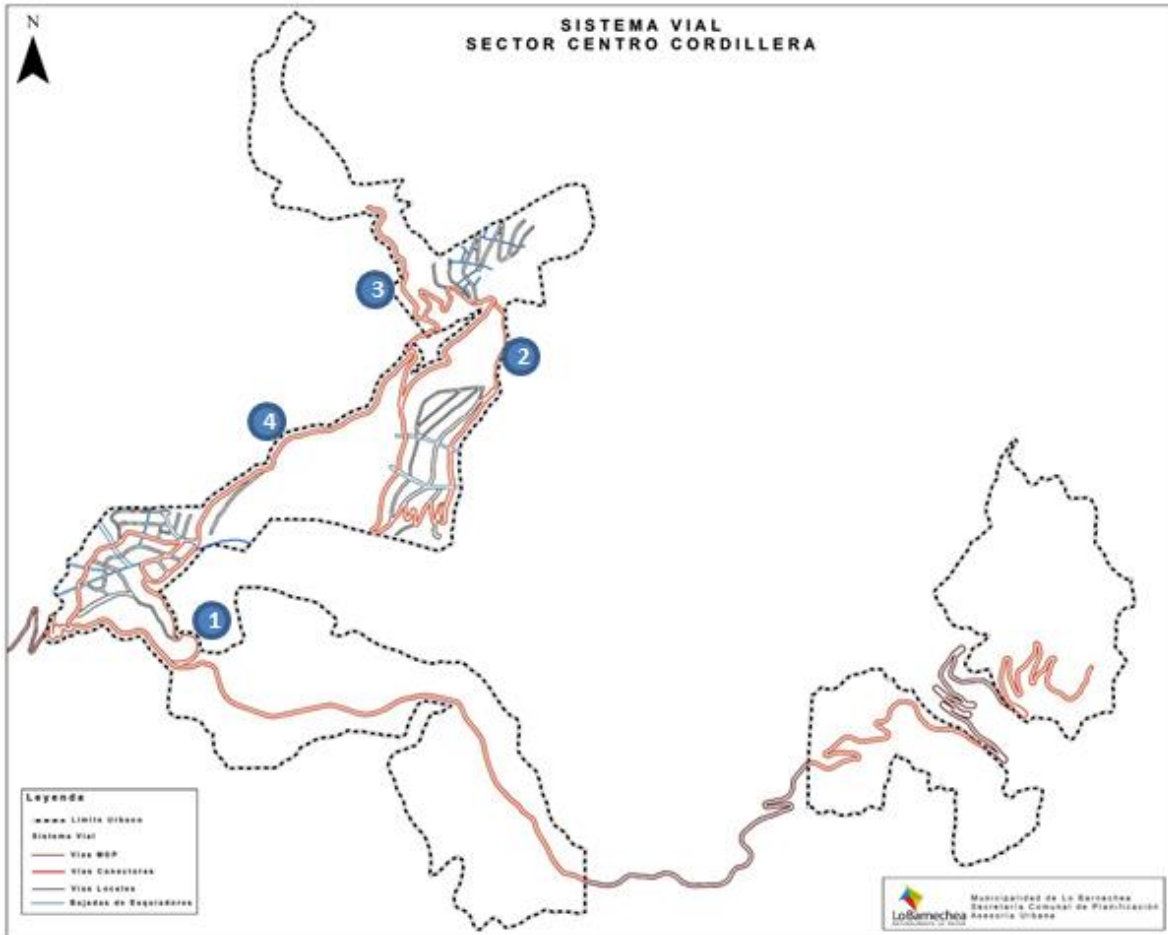 SISTEMA VIAL
SECTOR CENTRO CORDILLERA
N
3
2
4
1
Leyenda
Límite Urbano
Sistema Vial
Vías MOP
Vías Conectoras
Vías Locales
Bajadas de Esquiadores
LoBarnechea
Municipalidad de Lo Barnechea
Secretaría Comunal de Planificación
Asesoría Urbana